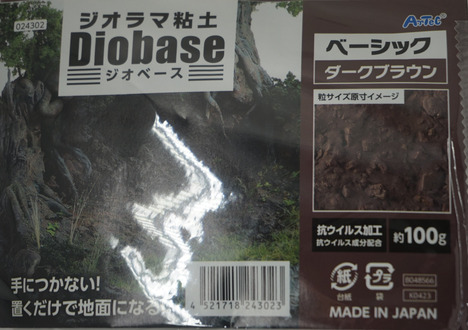 024302
ジオラマ粘土
Diobase
ジオベース
ArTec
ベーシック
ダークブラウン
粒サイズ原寸イメージ
抗ウイルス加工
抗ウイルス成分配合
約100g
手につかない!
置くだけで地面になる
4 521718 243023
紙
台紙
プラ
袋
B048566
K0423
MADE IN JAPAN